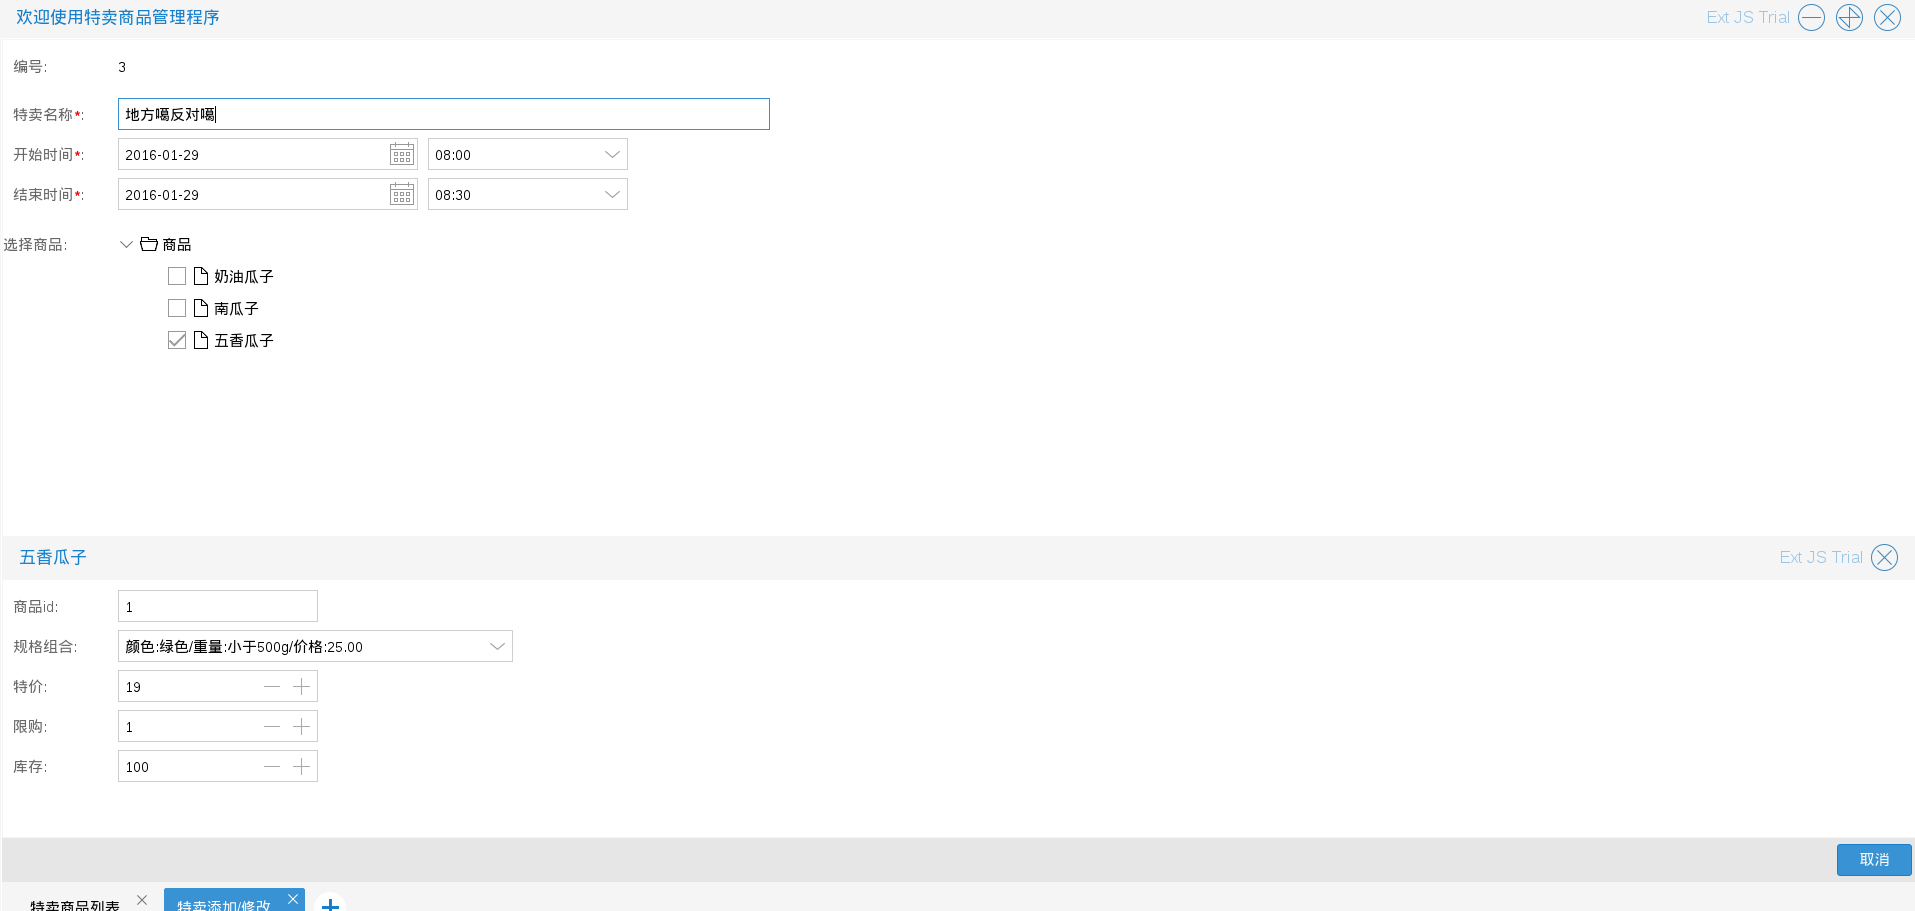 欢迎使用特卖商品管理程序 Ext JS Trial
编号: 3
特卖名称*: 地方噶反对噶
开始时间*: 2016-01-29 08:00
结束时间*: 2016-01-29 08:30
选择商品: 商品
奶油瓜子
南瓜子
五香瓜子
五香瓜子 Ext JS Trial
商品id: 1
规格组合: 颜色:绿色/重量:小于500g/价格:25.00
特价: 19
限购: 1
库存: 100
取消
特卖商品列表 特卖添加/修改